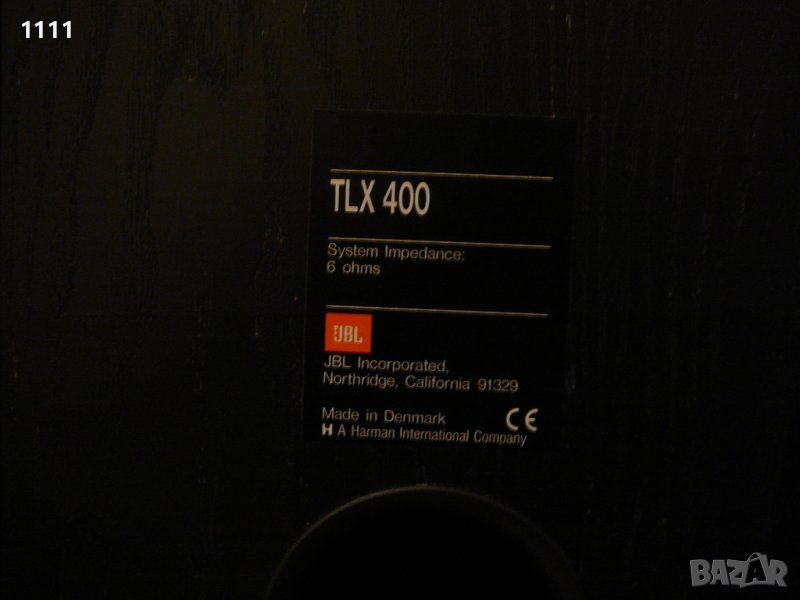 1111
TLX 400
System Impedance:
6 ohms
JBL
JBL Incorporated,
Northridge, California 91329
Made in Denmark CE
H A Harman International Company
BAZAR